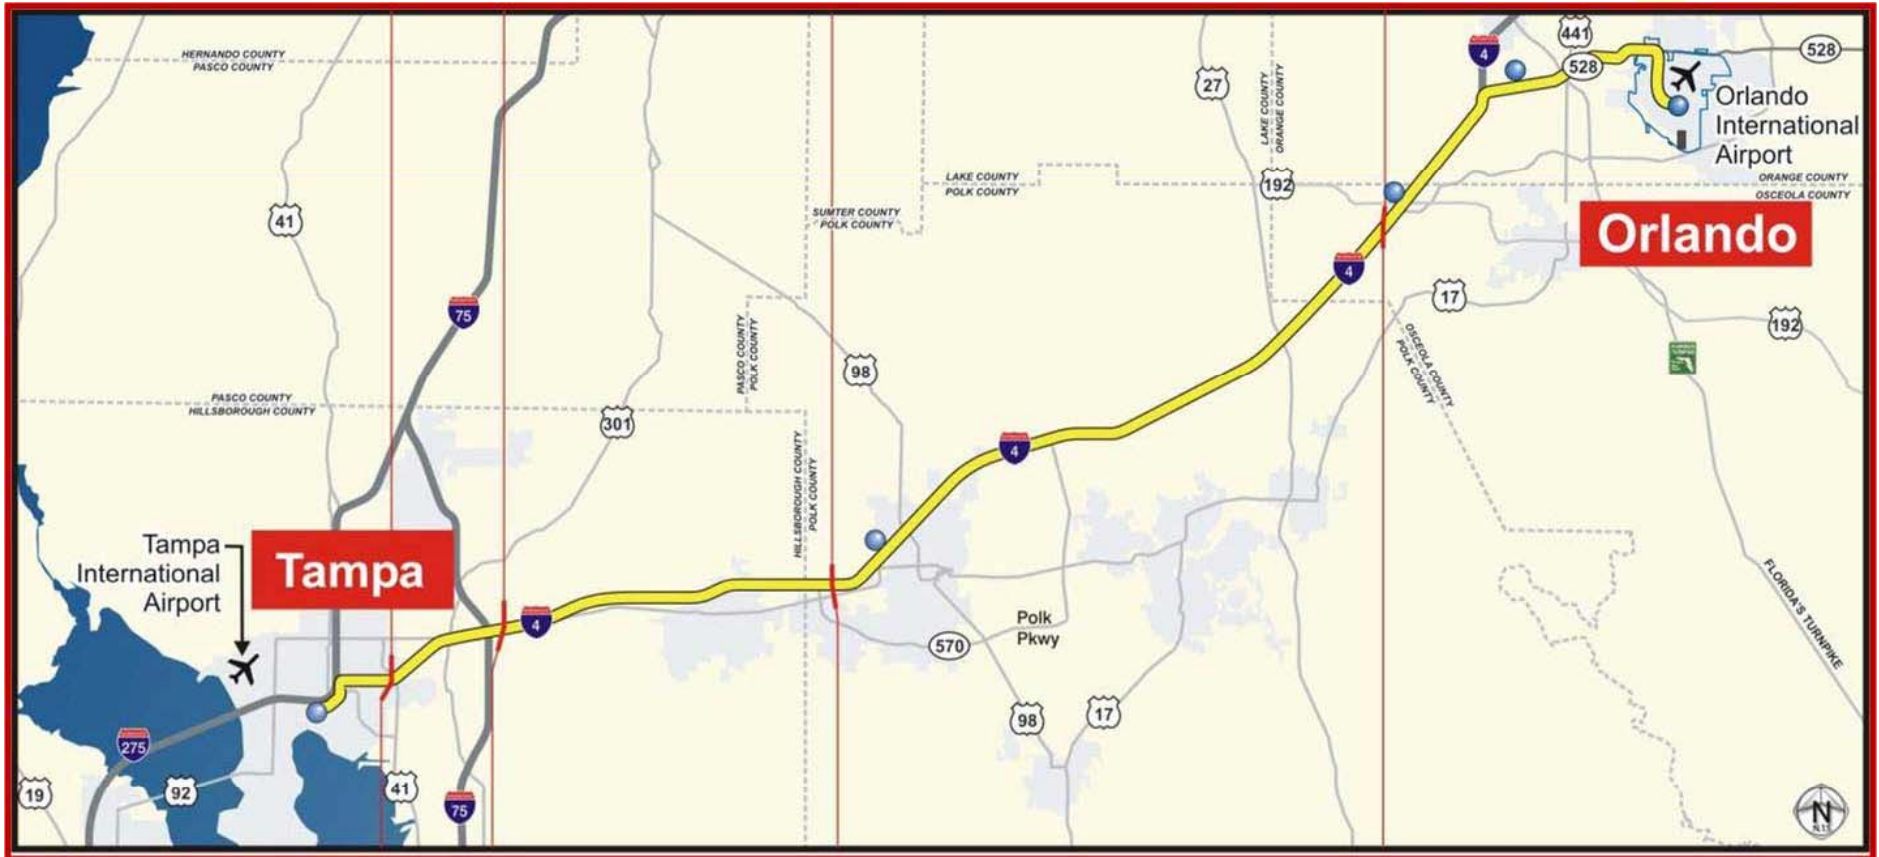 HERNANDO COUNTY
PASCO COUNTY
441
4
528
528
27
LAKE COUNTY
ORANGE COUNTY
Orlando
International
Airport
LAKE COUNTY
POLK COUNTY
192
ORANGE COUNTY
OSCEOLA COUNTY
41
SUMTER COUNTY
POLK COUNTY
Orlando
4
17
75
192
PASCO COUNTY
POLK COUNTY
OSCEOLA COUNTY
POLK COUNTY
98
PASCO COUNTY
HILLSBOROUGH COUNTY
301
4
HILLSBOROUGH COUNTY
POLK COUNTY
Tampa
International
Airport
Tampa
4
Polk
Pkwy
570
FLORIDA'S TURNPIKE
275
98
17
19
92
41
75
N